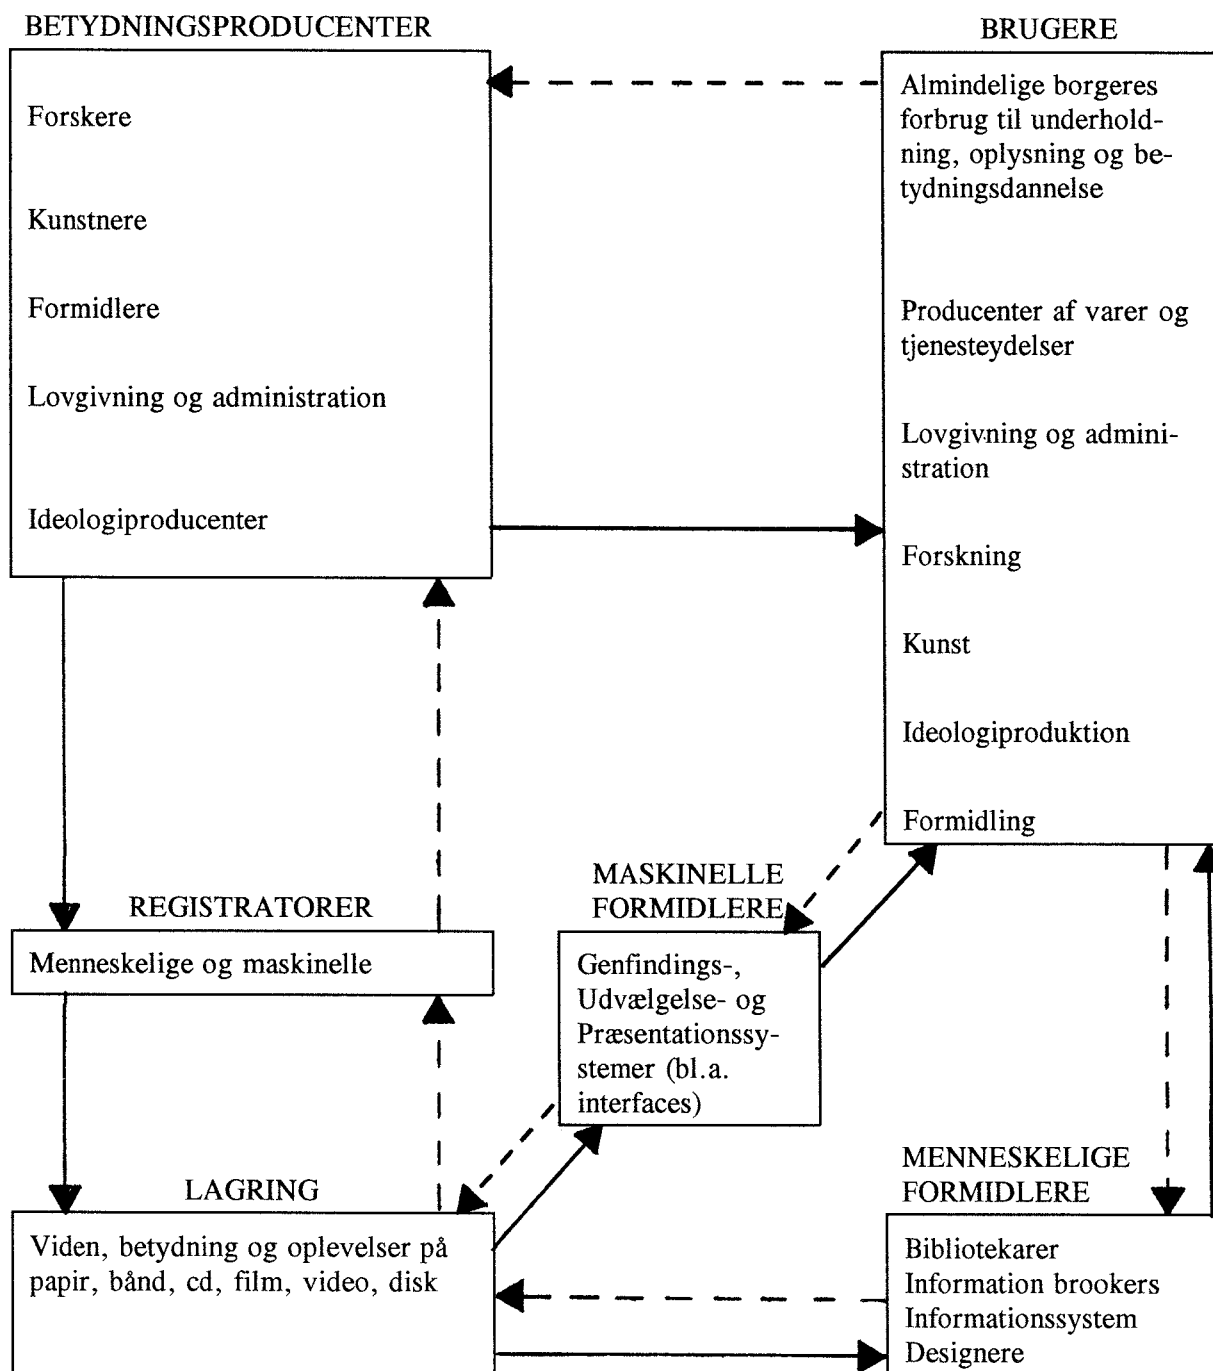 BETYDNINGSPRODUCENTER
Forskere
Kunstnere
Formidlere
Lovgivning og administration
Ideologiproducenter
BRUGERE
Almindelige borgeres
forbrug til underhold-
ning, oplysning og be-
tydningsdannelse
Producenter af varer og
tjenesteydelser
Lovgivning og admini-
stration
Forskning
Kunst
Ideologiproduktion
Formidling
REGISTRATORER
Menneskelige og maskinelle
MASKINELLE
FORMIDLERE
Genfindings-,
Udvælgelse- og
Præsentationssy-
stemer (bl.a.
interfaces)
LAGRING
Viden, betydning og oplevelser på
papir, bånd, cd, film, video, disk
MENNESKELIGE
FORMIDLERE
Bibliotekarer
Information brookers
Informationssystem
Designere